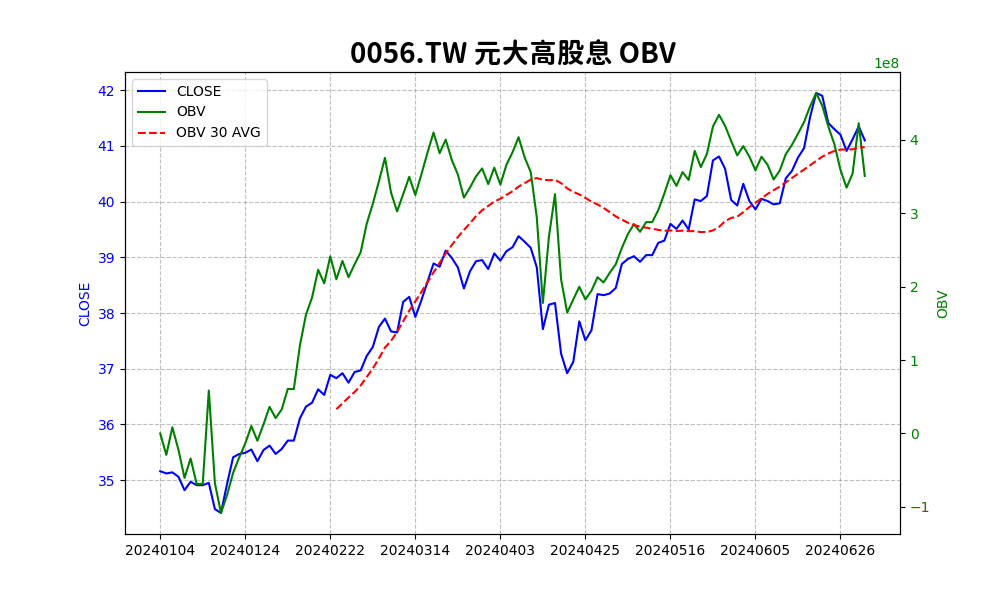 0056.TW 元大高股息 OBV
1e8
CLOSE
OBV
OBV 30 AVG
42
41
40
39
38
37
36
35
CLOSE
4
3
2
1
0
−1
OBV
20240104 20240124 20240222 20240314 20240403 20240425 20240516 20240605 20240626